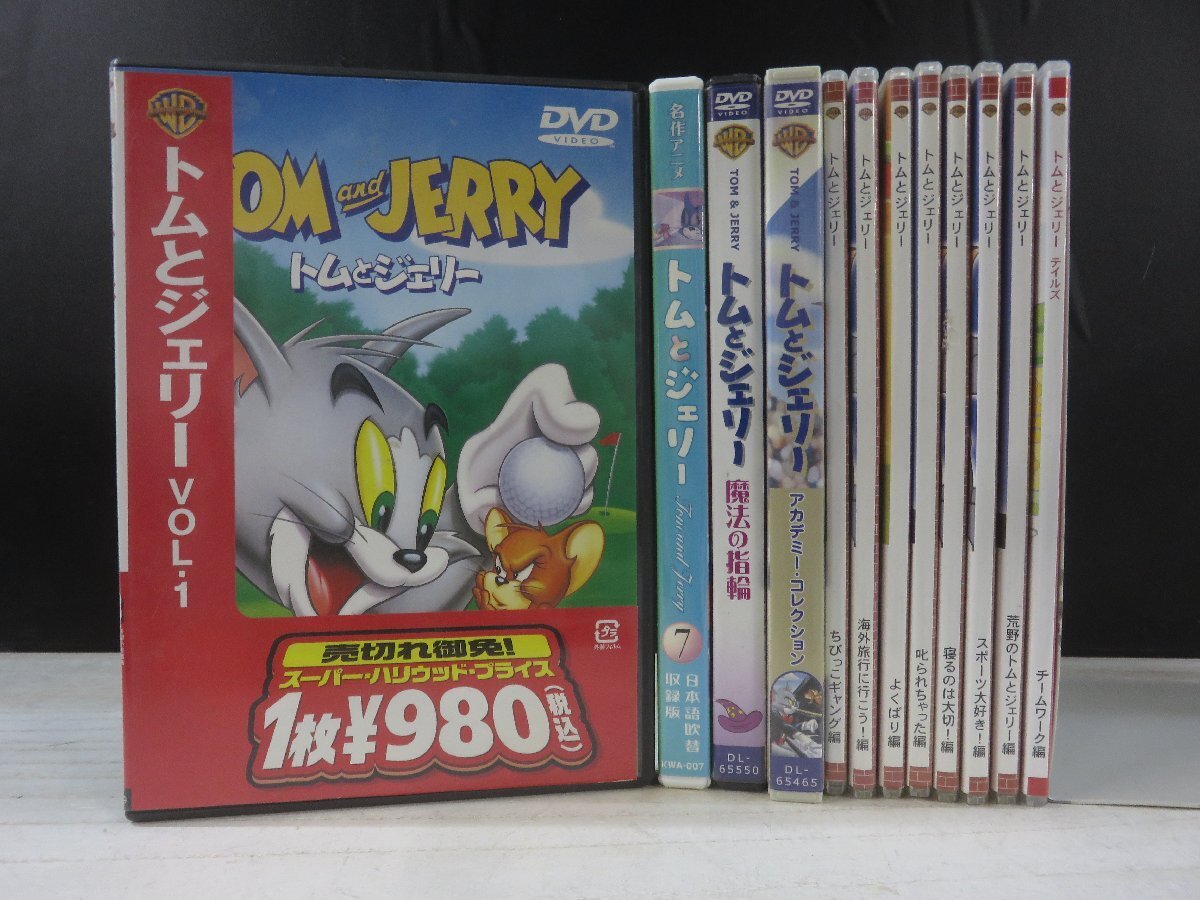 トムとジェリー VOL.1
DVD
VIDEO
TOM and JERRY
トムとジェリー
プラ
売切れ御免!
スーパー・ハリウッド・プライス
1枚¥980(税込)
名作アニメ
トムとジェリー
Tom and Jerry
7
日本語吹替
収録版
KWA-007
DVD
VIDEO
TOM & JERRY
トムとジェリー
魔法の指輪
DL-
65550
DVD
VIDEO
TOM & JERRY
トムとジェリー
アカデミー・コレクション
DL-
65465
トムとジェリー
ちびっこギャング編
トムとジェリー
海外旅行に行こう!編
トムとジェリー
よくばり編
トムとジェリー
叱られちゃった編
トムとジェリー
寝るのは大切!編
トムとジェリー
スポーツ大好き!編
トムとジェリー
荒野のトムとジェリー編
トムとジェリー テイルズ
チームワーク編